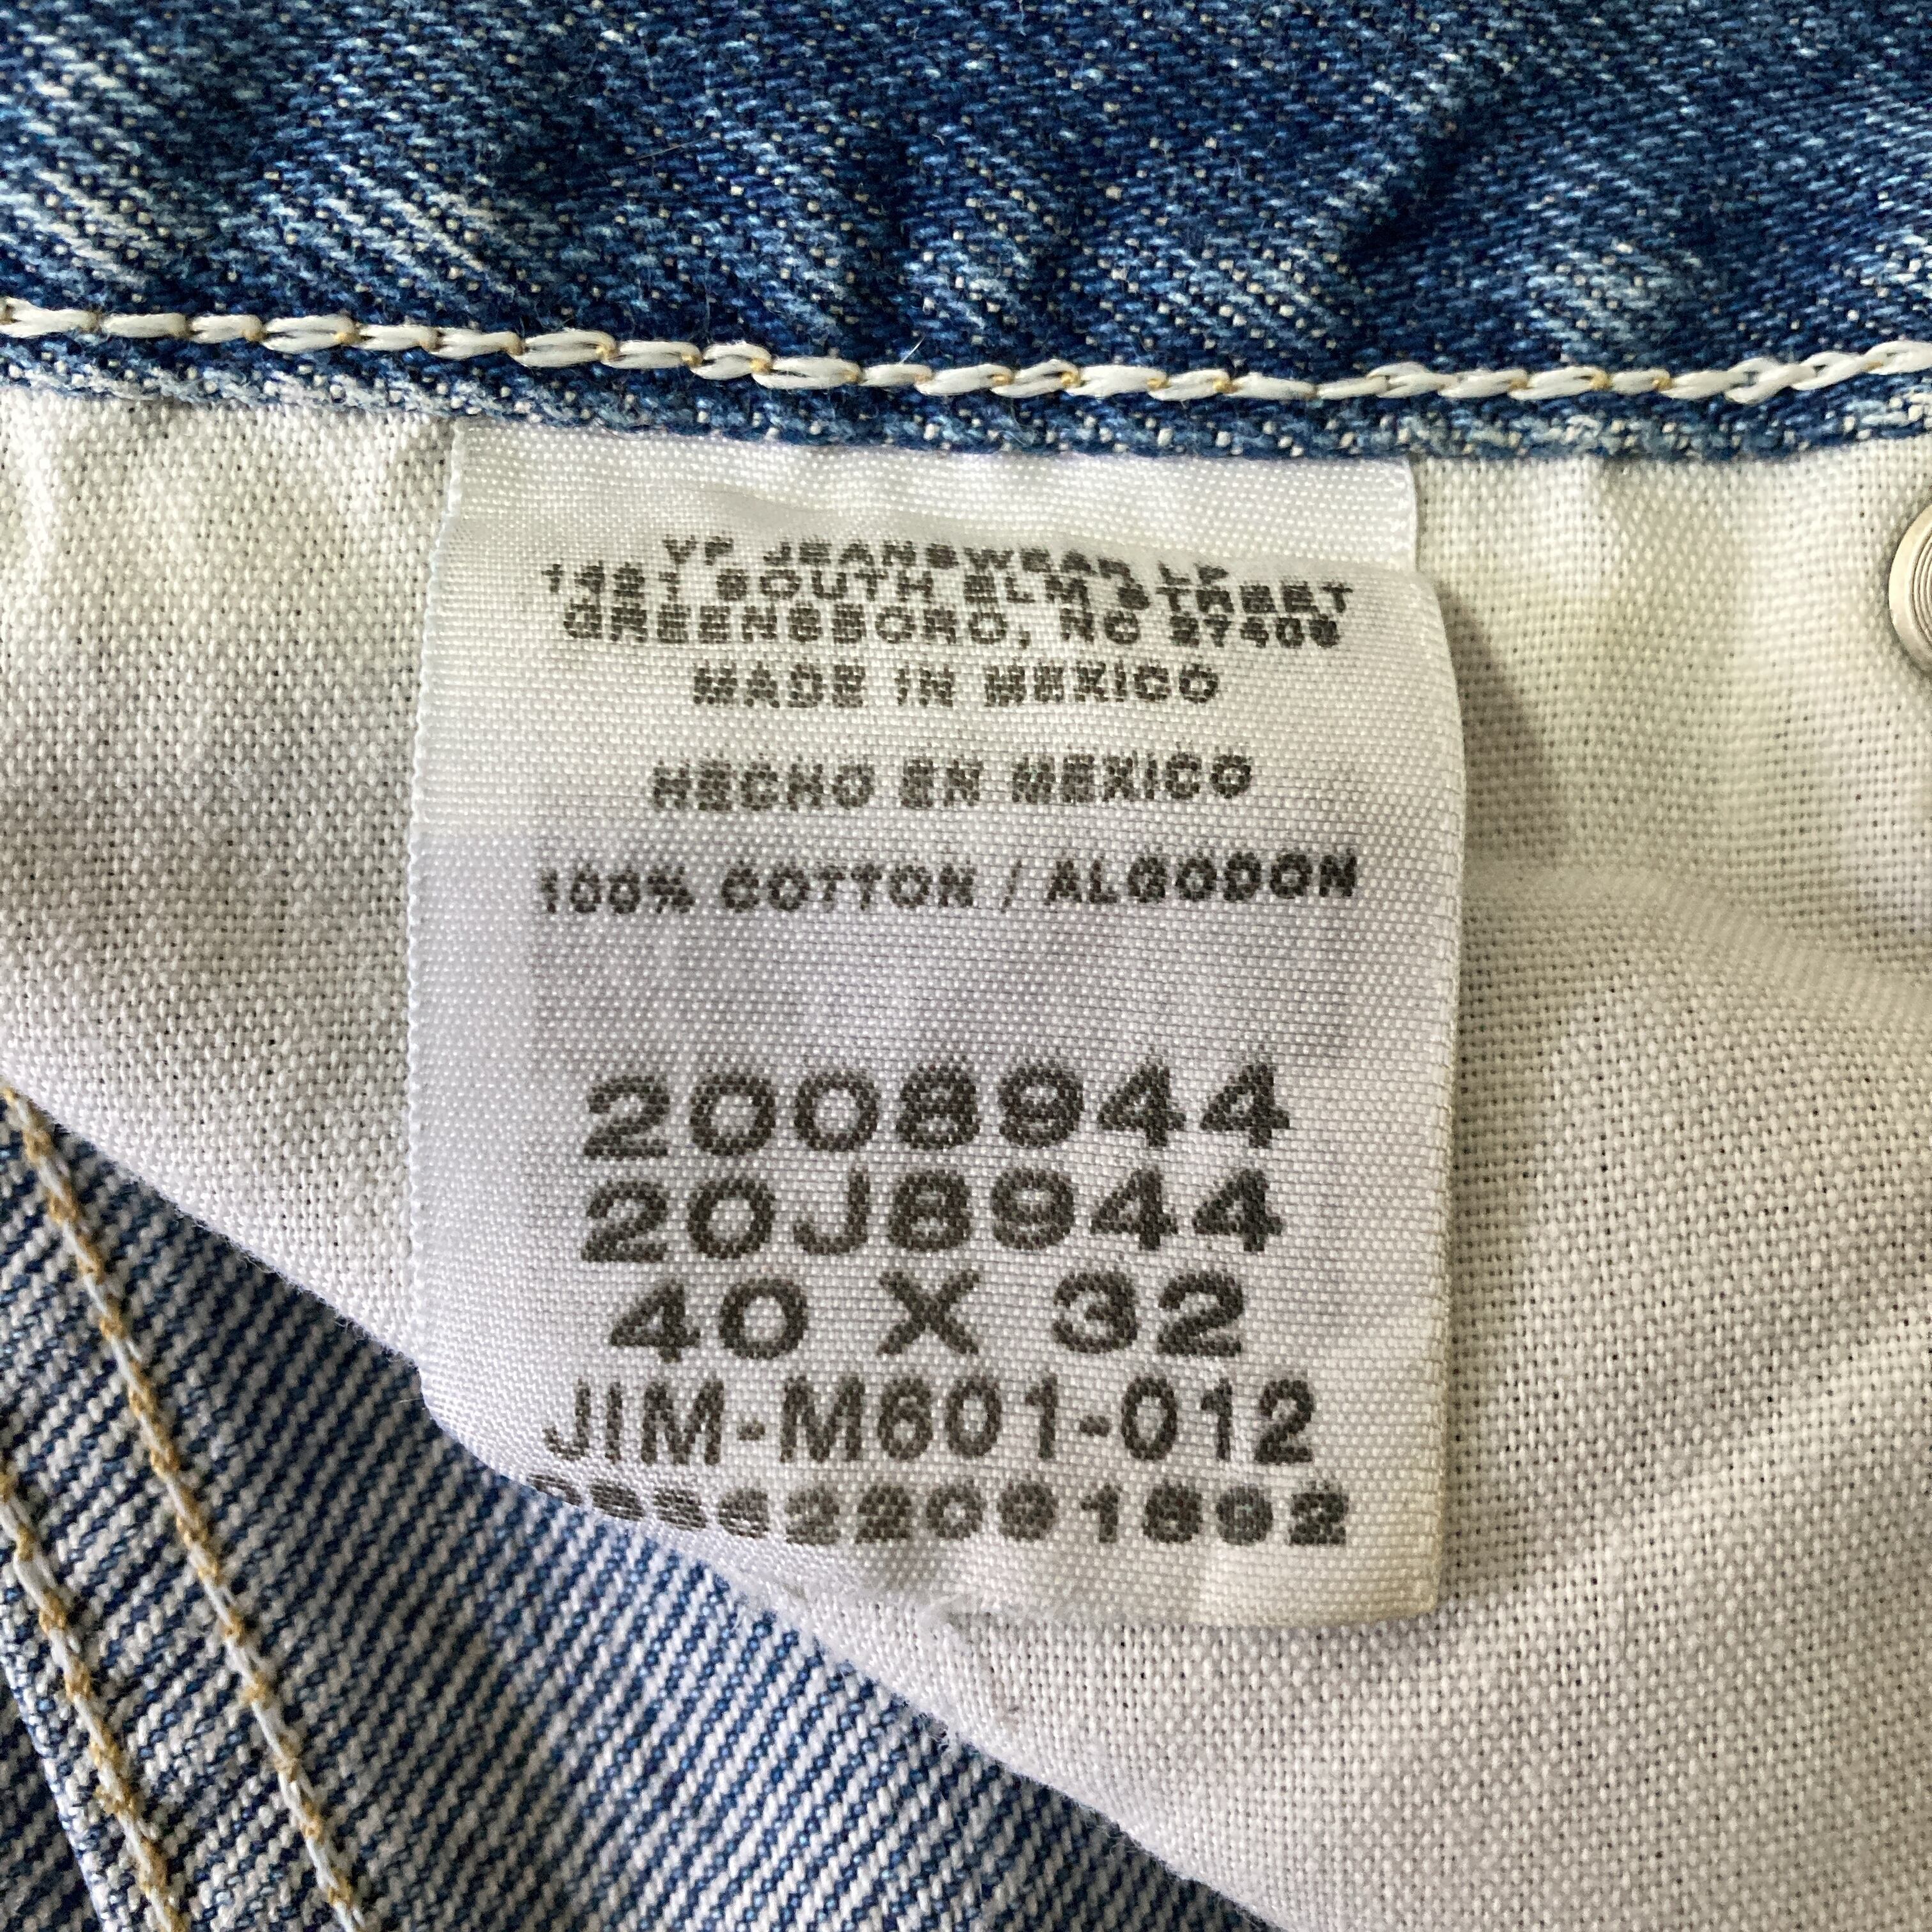 VF JEANSWEAR LP
1421 SOUTH ELM STREET
GREENSBORO, NC 27406
MADE IN MEXICO
HECHO EN MEXICO
100% COTTON / ALGODON
2008944
20J8944
40 X 32
JIM-M601-012